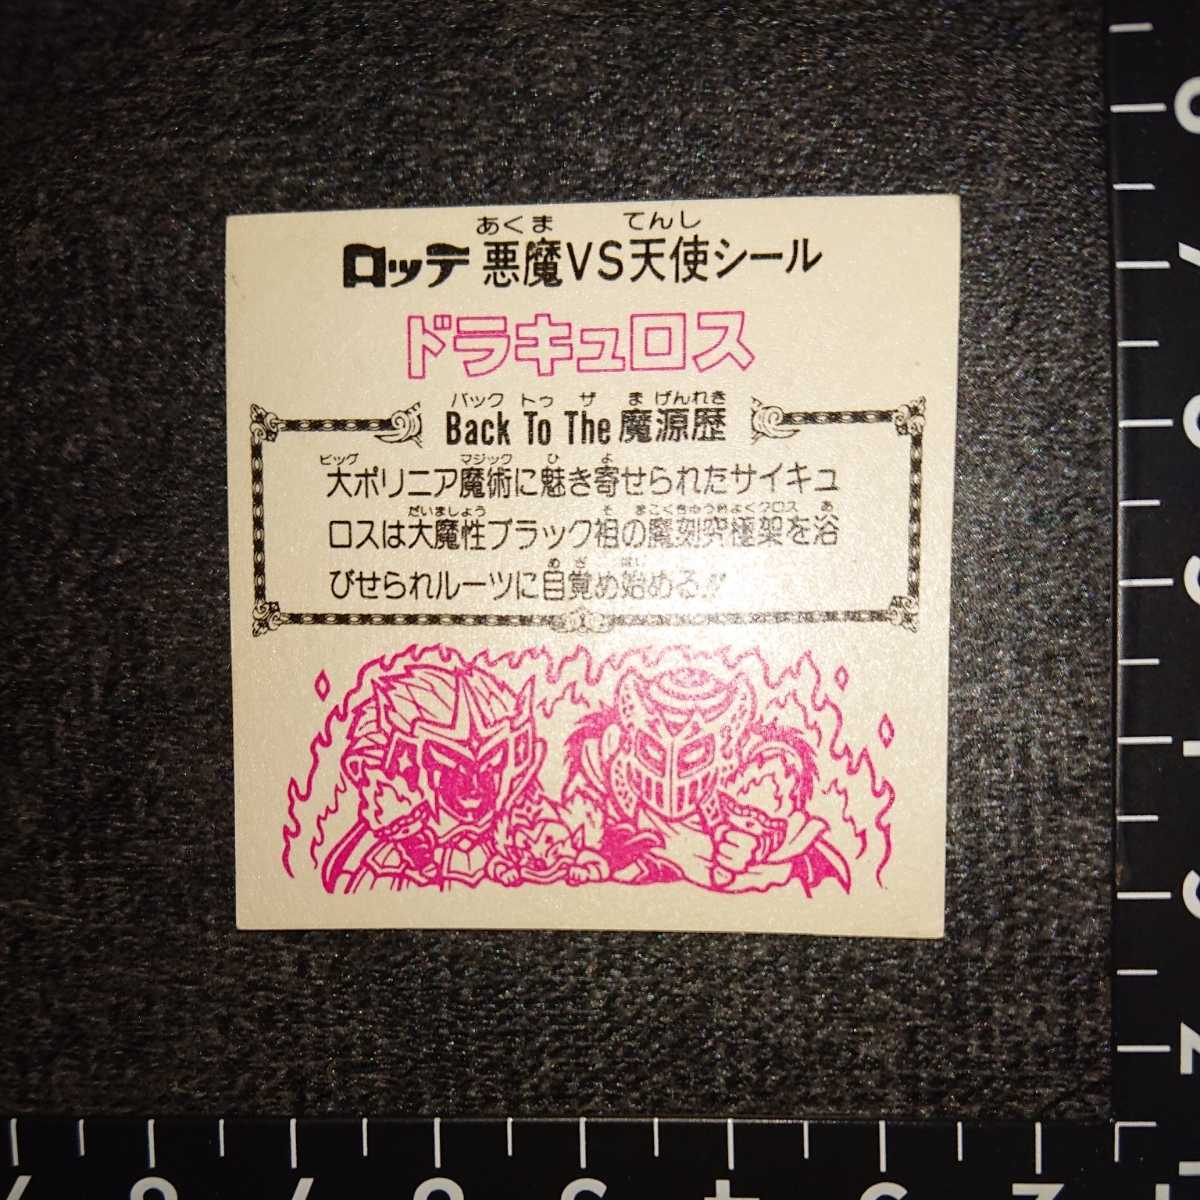 あくま てんし
ロッテ 悪魔VS天使シール
ドラキュロス
バック トゥ ザ まげんれき
Back To The 魔源歴
ビッグ マジック ひ よ
大ポリニア魔術に魅き寄せられたサイキュ
だいましょう そ まこくきゅうきょくクロス あ
ロスは大魔性ブラック祖の魔刻究極架を浴
めざ はじ
びせられルーツに目覚め始める!!